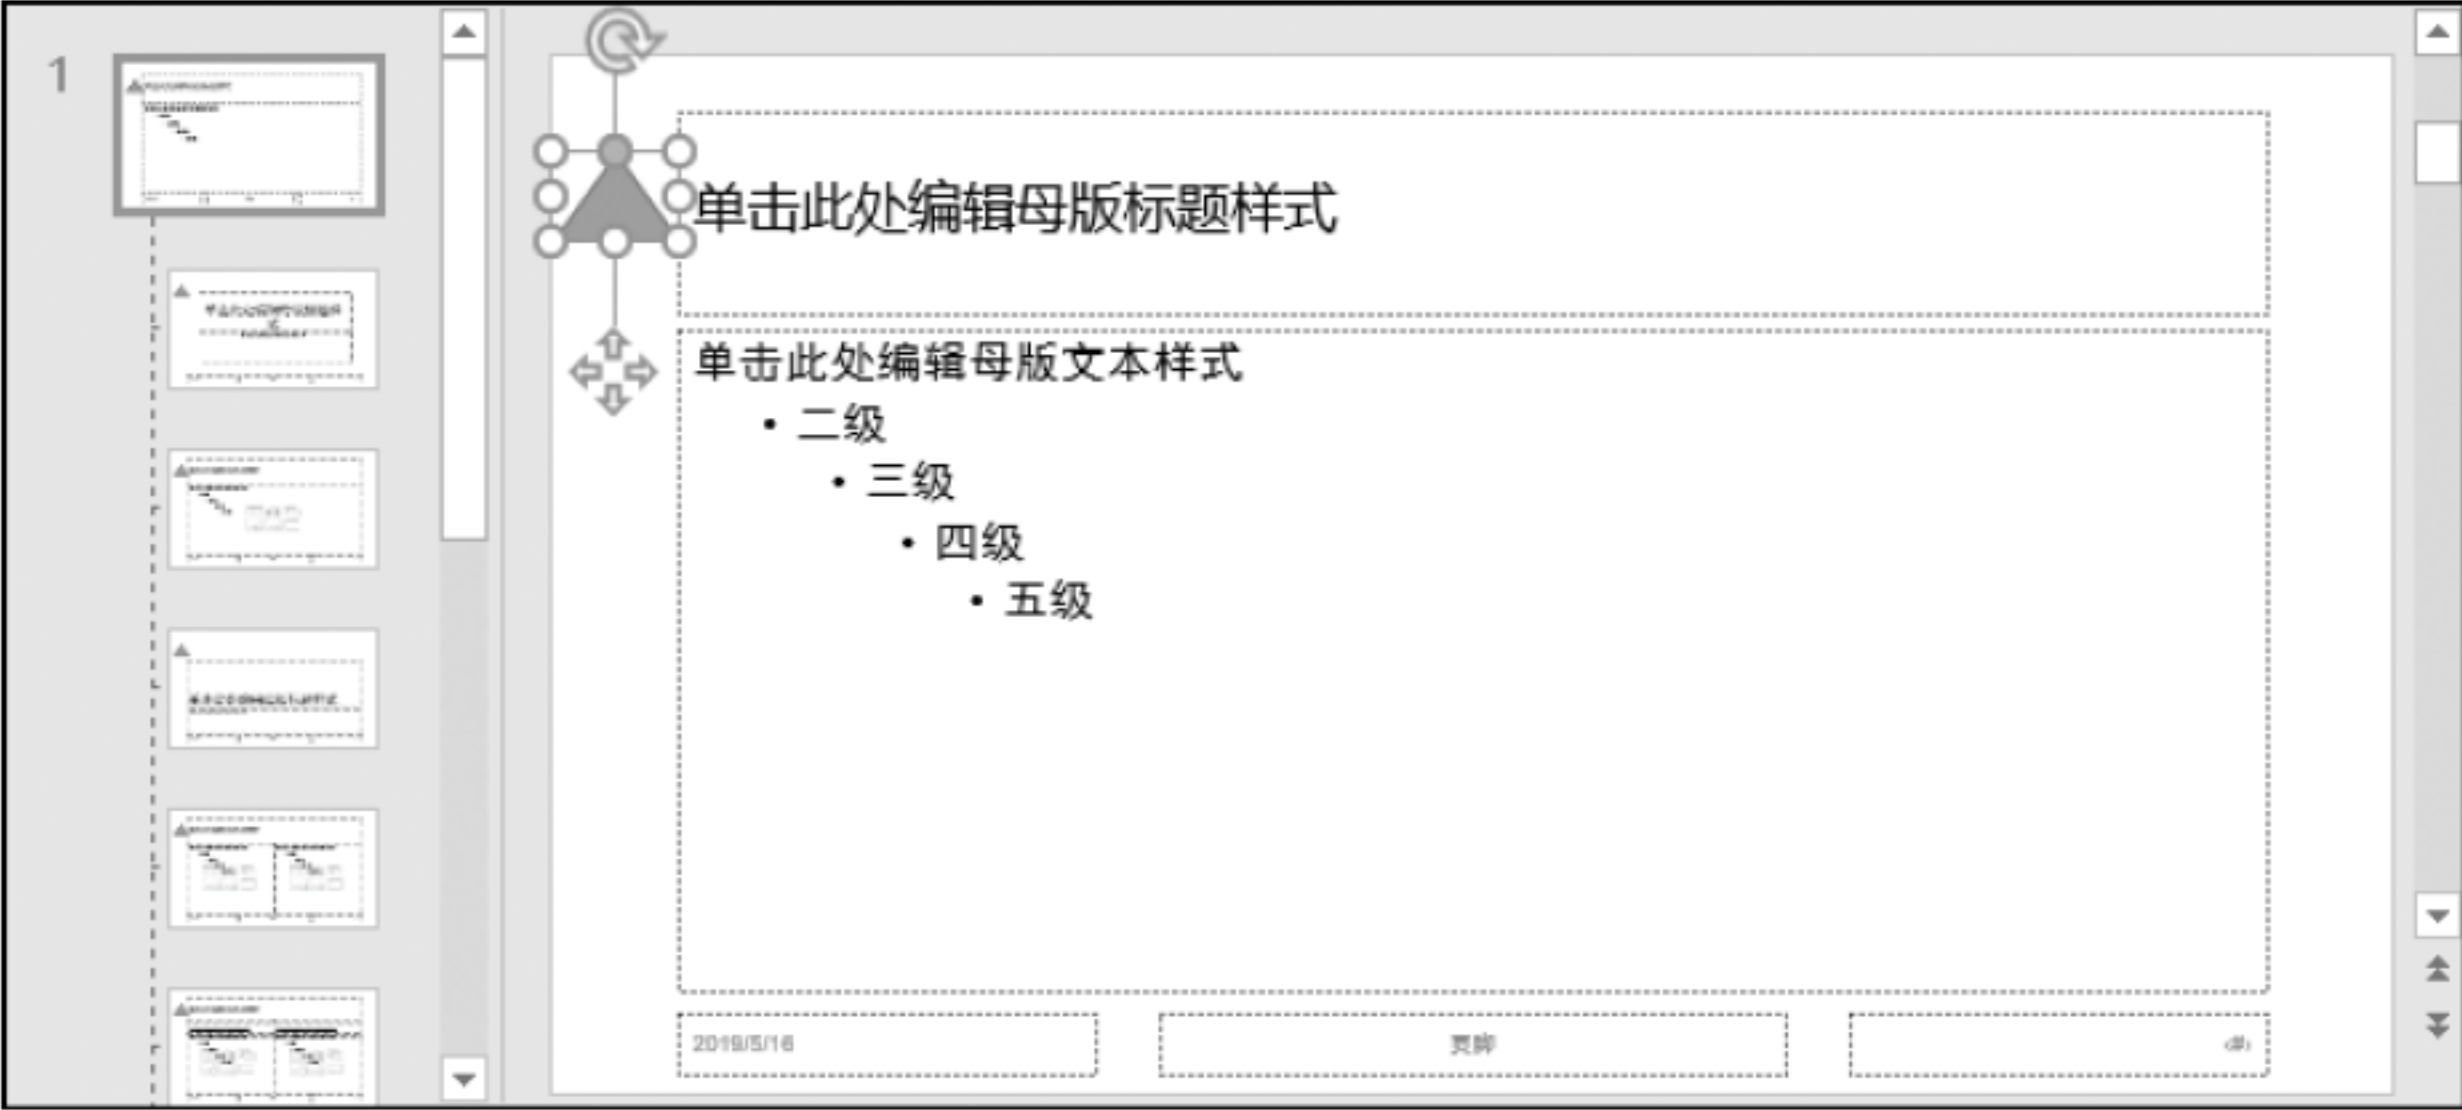 1
单击此处编辑母版标题样式
单击此处编辑母版文本样式
• 二级
• 三级
• 四级
• 五级
2019/5/16
页脚
‹#›